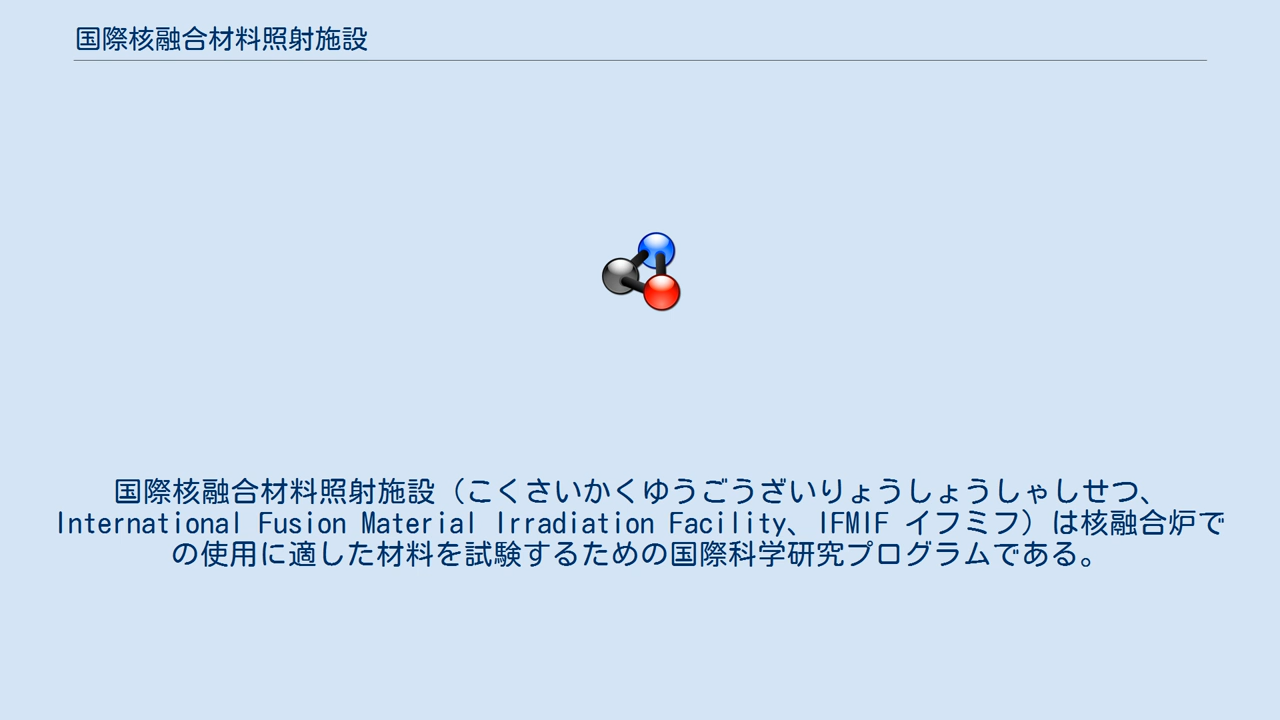 国際核融合材料照射施設
国際核融合材料照射施設（こくさいかくゆうごうざいりょうしょうしゃしせつ、
International Fusion Material Irradiation Facility、IFMIF イフミフ）は核融合炉で
の使用に適した材料を試験するための国際科学研究プログラムである。